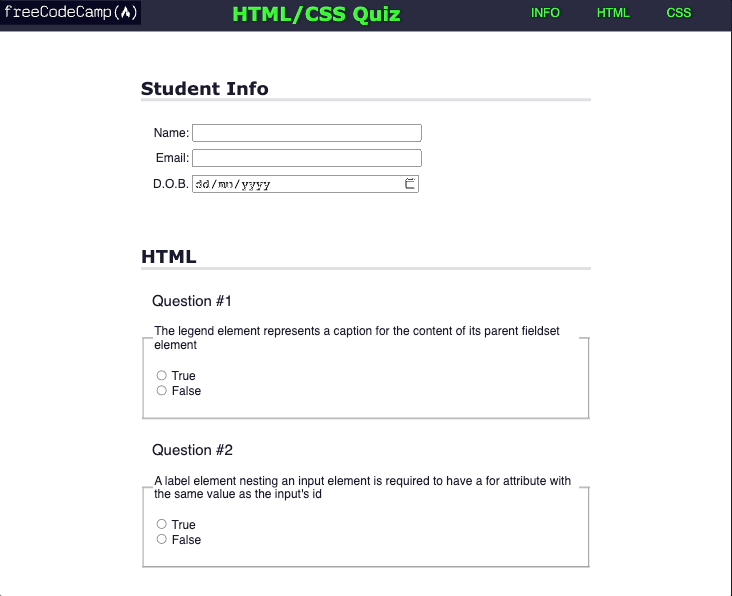 freeCodeCamp(🔥)
HTML/CSS Quiz
INFO
HTML
CSS
Student Info
Name:
Email:
D.O.B.
dd/mm/yyyy
HTML
Question #1
The legend element represents a caption for the content of its parent fieldset
element
True
False
Question #2
A label element nesting an input element is required to have a for attribute with
the same value as the input's id
True
False